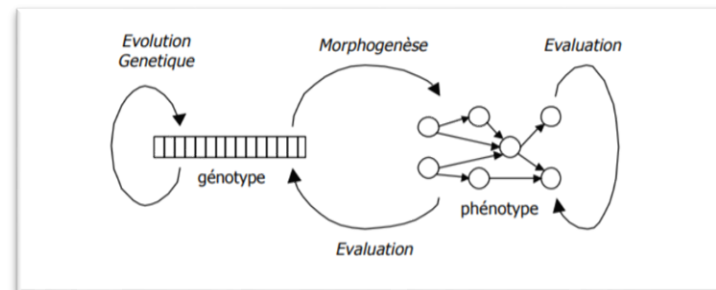 Evolution
Genetique
Morphogenèse
Evaluation
génotype
phénotype
Evaluation